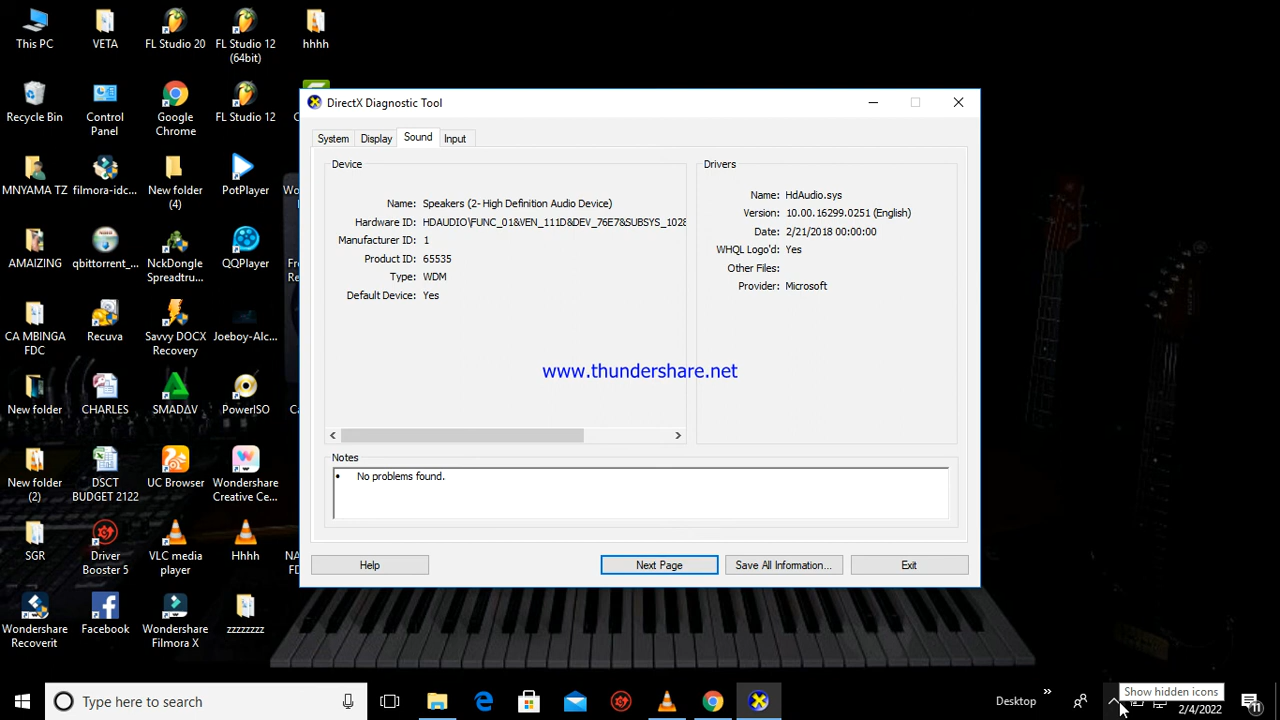 This PC
VETA
FL Studio 20
FL Studio 12
(64bit)
hhhh
Recycle Bin
Control
Panel
Google
Chrome
FL Studio 12
MNYAMA TZ
filmora-idc...
New folder
(4)
PotPlayer
AMAIZING
qbittorrent_...
NckDongle
Spreadtru...
QQPlayer
CA MBINGA
FDC
Recuva
Savvy DOCX
Recovery
Joeboy-Alc...
New folder
CHARLES
SMADΔV
PowerISO
New folder
(2)
DSCT
BUDGET 2122
UC Browser
Wondershare
Creative Ce...
SGR
Driver
Booster 5
VLC media
player
Hhhh
Wondershare
Recoverit
Facebook
Wondershare
Filmora X
zzzzzzzz
DirectX Diagnostic Tool
System
Display
Sound
Input
Device
Name: Speakers (2- High Definition Audio Device)
Hardware ID: HDAUDIO\FUNC_01&VEN_111D&DEV_76E7&SUBSYS_1028
Manufacturer ID: 1
Product ID: 65535
Type: WDM
Default Device: Yes
Drivers
Name: HdAudio.sys
Version: 10.00.16299.0251 (English)
Date: 2/21/2018 00:00:00
WHQL Logo'd: Yes
Other Files:
Provider: Microsoft
www.thundershare.net
Notes
• No problems found.
Help
Next Page
Save All Information...
Exit
Type here to search
Desktop
Show hidden icons
2/4/2022
11